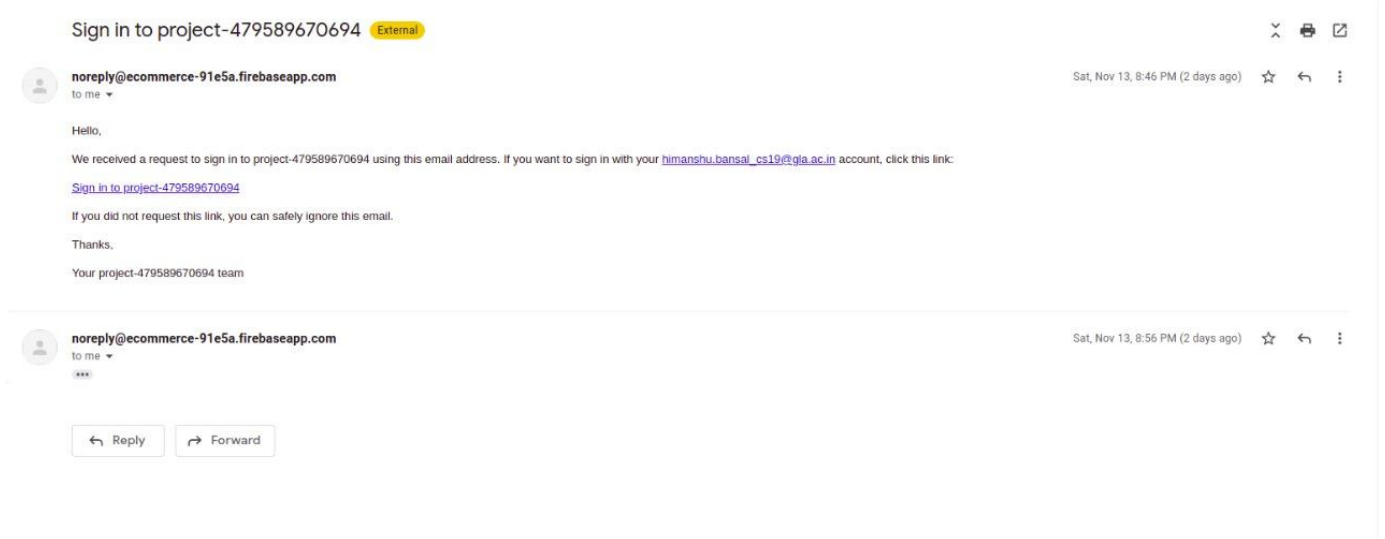 Sign in to project-479589670694 External
noreply@ecommerce-91e5a.firebaseapp.com Sat, Nov 13, 8:46 PM (2 days ago)
to me
Hello,
We received a request to sign in to project-479589670694 using this email address. If you want to sign in with your himanshu.bansal_cs19@gla.ac.in account, click this link:
Sign in to project-479589670694
If you did not request this link, you can safely ignore this email.
Thanks,
Your project-479589670694 team
noreply@ecommerce-91e5a.firebaseapp.com Sat, Nov 13, 8:56 PM (2 days ago)
to me
Reply Forward